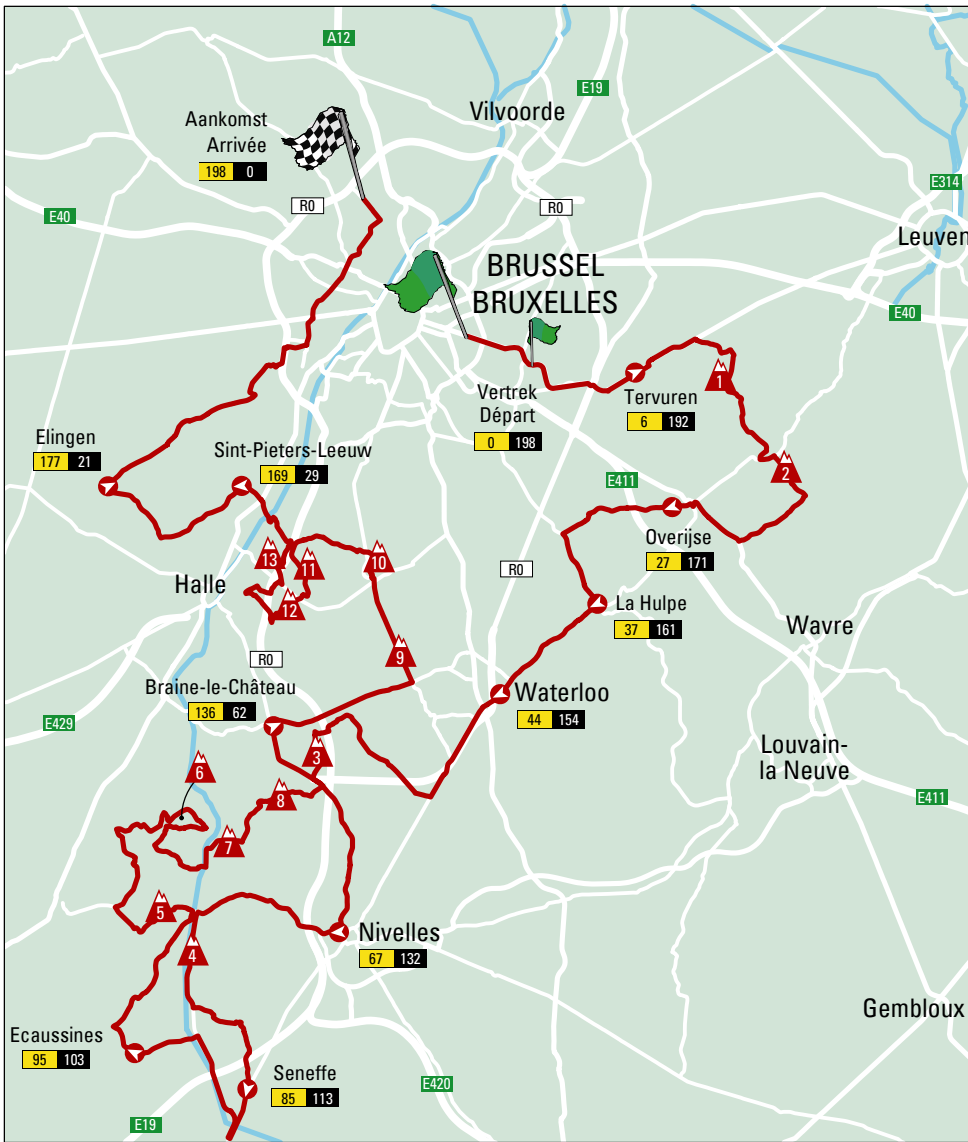 A12
E19
Vilvoorde
Aankomst
Arrivée
198 0
R0
R0
E40
E314
Leuven
BRUSSEL
BRUXELLES
E40
Vertrek
Départ
0 198
Tervuren
6 192
1
2
Elingen
177 21
Sint-Pieters-Leeuw
169 29
E411
Overijse
27 171
13
11
10
12
Halle
R0
La Hulpe
37 161
Wavre
9
R0
Braine-le-Château
136 62
Waterloo
44 154
E429
3
Louvain-
la Neuve
6
8
7
E411
5
4
Nivelles
67 132
Gembloux
Ecaussines
95 103
Seneffe
85 113
E420
E19